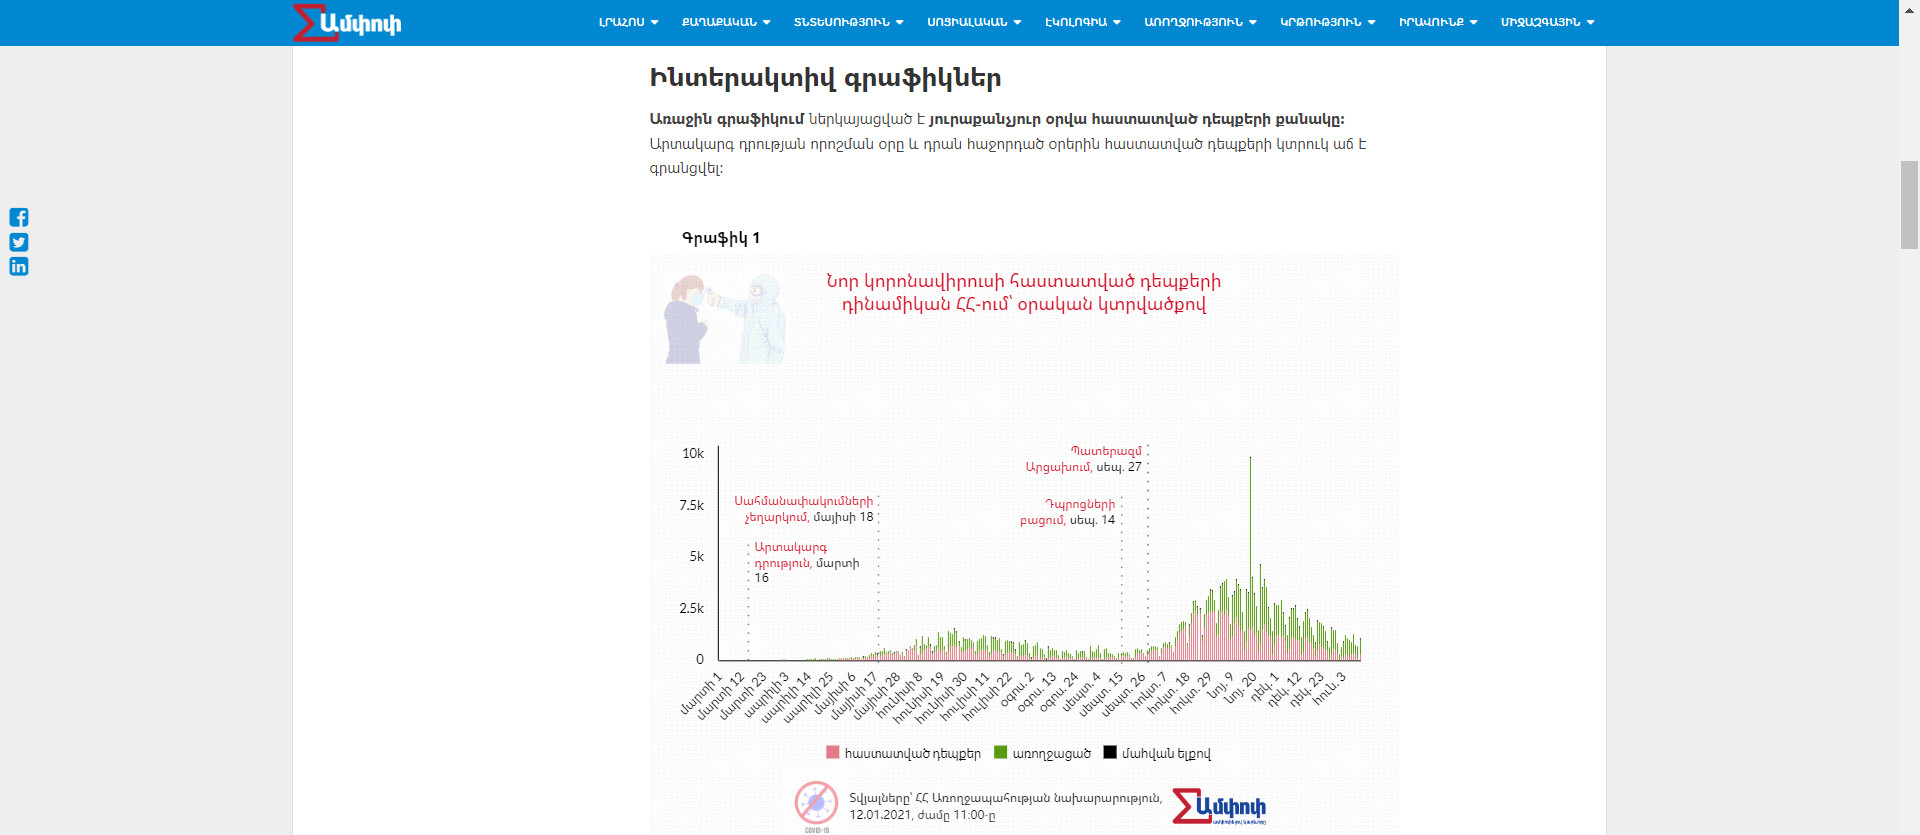 Ամփոփ
ԼՐԱՀՈՍ ՔԱՂԱՔԱԿԱՆ ՏՆՏԵՍՈՒԹՅՈՒՆ ՍՈՑԻԱԼԱԿԱՆ ԷԿՈԼՈԳԻԱ ԱՌՈՂՋՈՒԹՅՈՒՆ ԿՐԹՈՒԹՅՈՒՆ ԻՐԱՎՈՒՆՔ ՄԻՋԱԶԳԱՅԻՆ
Ինտերակտիվ գրաֆիկներ
Առաջին գրաֆիկում ներկայացված է յուրաքանչյուր օրվա հաստատված դեպքերի քանակը:
Արտակարգ դրության որոշման օրը և դրան հաջորդած օրերին հաստատված դեպքերի կտրուկ աճ է
գրանցվել:
Գրաֆիկ 1
Նոր կորոնավիրուսի հաստատված դեպքերի
դինամիկան ՀՀ-ում՝ օրական կտրվածքով
10k
7.5k
5k
2.5k
0
Պատերազմ
Արցախում, սեպ. 27
Սահմանափակումների
չեղարկում, մայիսի 18
Դպրոցների
բացում, սեպ. 14
Արտակարգ
դրություն, մարտի
16
մարտի 1
մարտի 12
մարտի 23
ապրիլի 3
ապրիլի 14
ապրիլի 25
մայիսի 6
մայիսի 17
մայիսի 28
հունիսի 8
հունիսի 19
հունիսի 30
հուլիսի 11
հուլիսի 22
օգոս. 2
օգոս. 13
օգոս. 24
սեպտ. 4
սեպտ. 15
սեպտ. 26
հոկտ. 7
հոկտ. 18
հոկտ. 29
նոյ. 9
նոյ. 20
դեկ. 1
դեկ. 12
դեկ. 23
հուն. 3
հաստատված դեպքեր առողջացած մահվան ելքով
Տվյալները՝ ՀՀ Առողջապահության նախարարություն,
12.01.2021, ժամը 11:00-ը
COVID-19
Ամփոփ